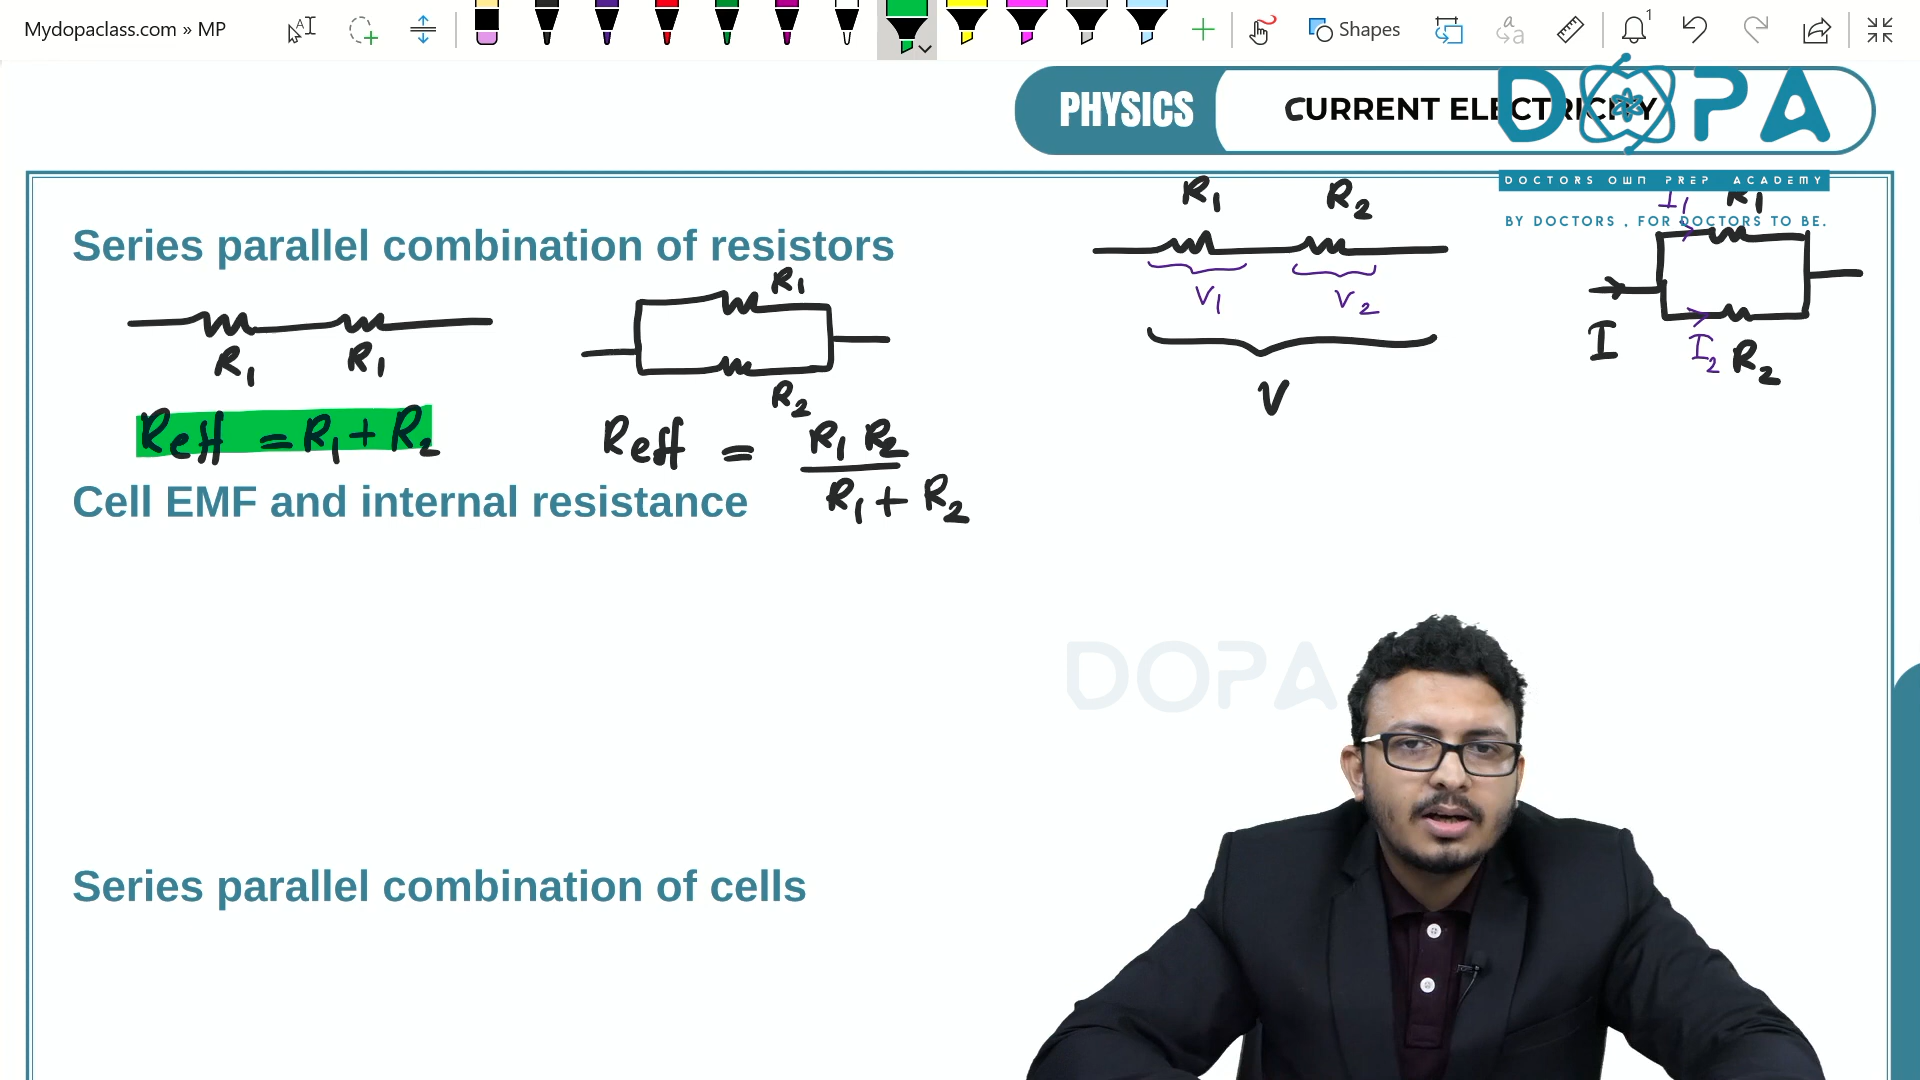 Mydopaclass.com » MP
Shapes
1
PHYSICS
CURRENT ELECTRICITY
DOPA
DOCTORS OWN PREP ACADEMY
BY DOCTORS , FOR DOCTORS TO BE.
Series parallel combination of resistors
R1 R1
Reff = R1 + R2
R1
R2
Reff = R1 R2 / R1 + R2
R1 R2
V1 V2
V
I1 R1
I
I2 R2
Cell EMF and internal resistance
DOPA
Series parallel combination of cells